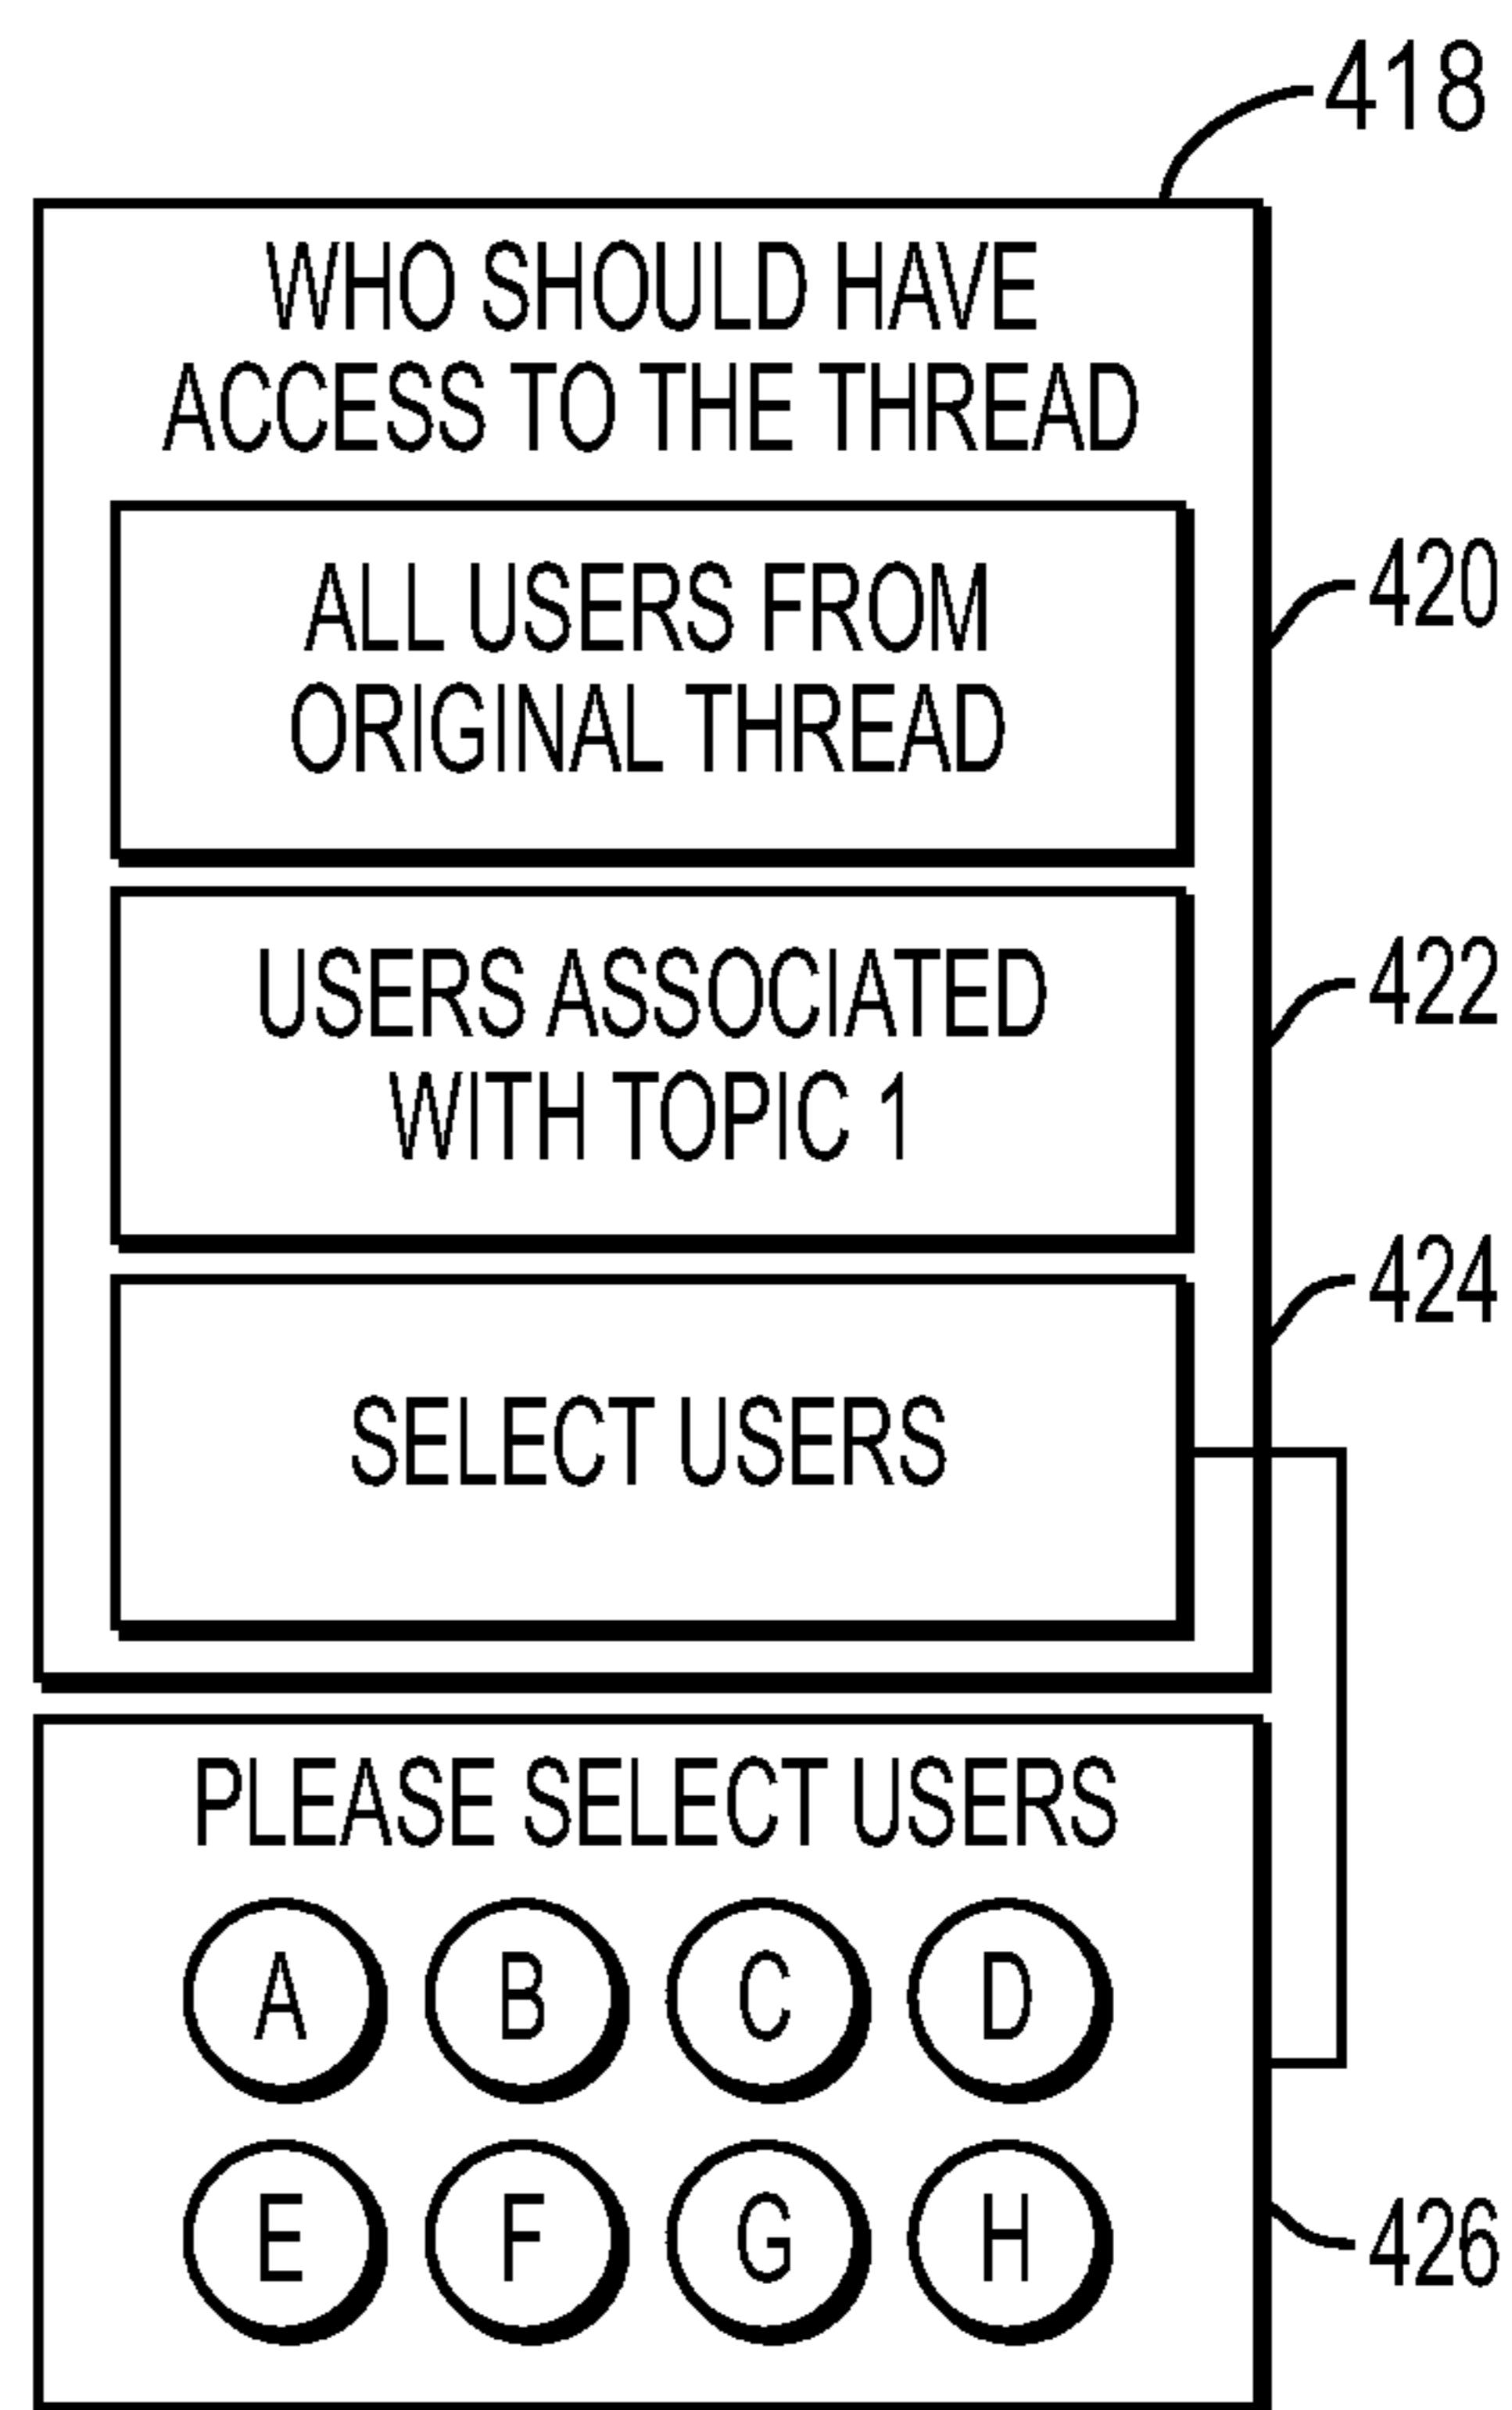 418
WHO SHOULD HAVE
ACCESS TO THE THREAD
ALL USERS FROM
ORIGINAL THREAD
420
USERS ASSOCIATED
WITH TOPIC 1
422
424
SELECT USERS
PLEASE SELECT USERS
A B C D
E F G H
426